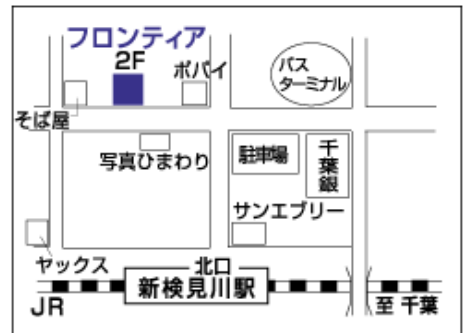 フロンティア
2F
ポパイ
バス
ターミナル
そば屋
写真ひまわり
駐車場
千葉銀
サンエブリー
ヤックス
北口
新検見川駅
JR
至 千葉